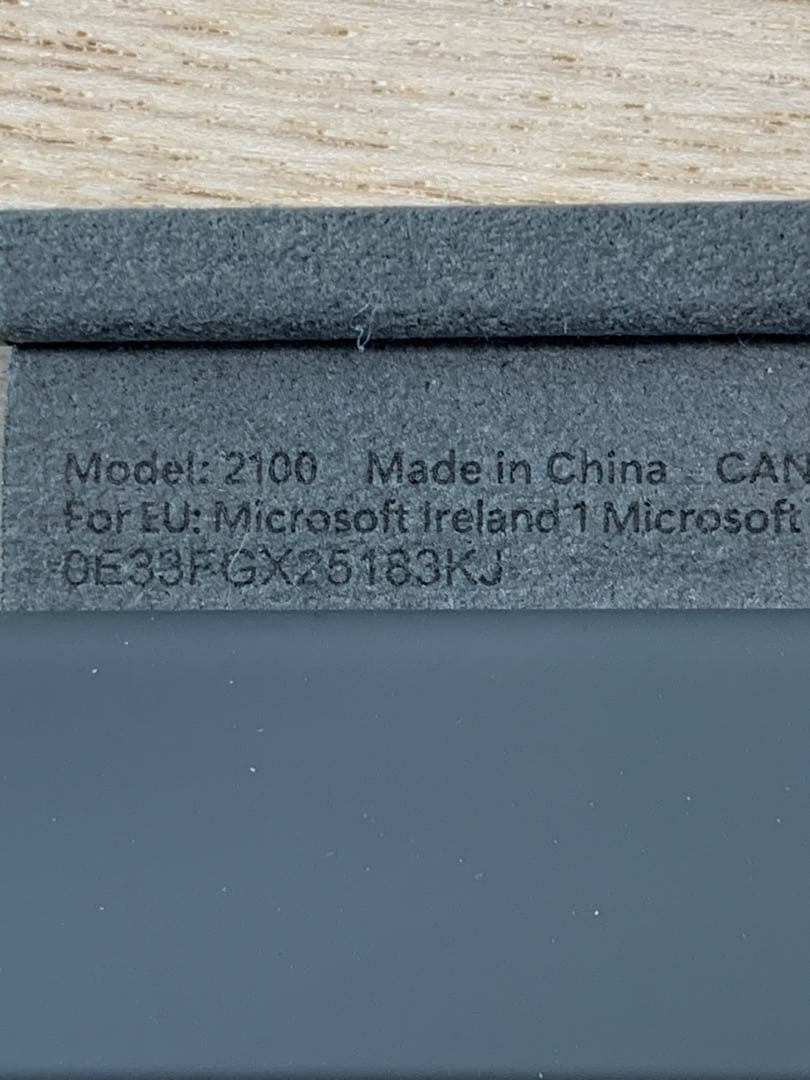 Model: 2100 Made in China CAN
For EU: Microsoft Ireland 1 Microsoft
0E33FGX25183KJ